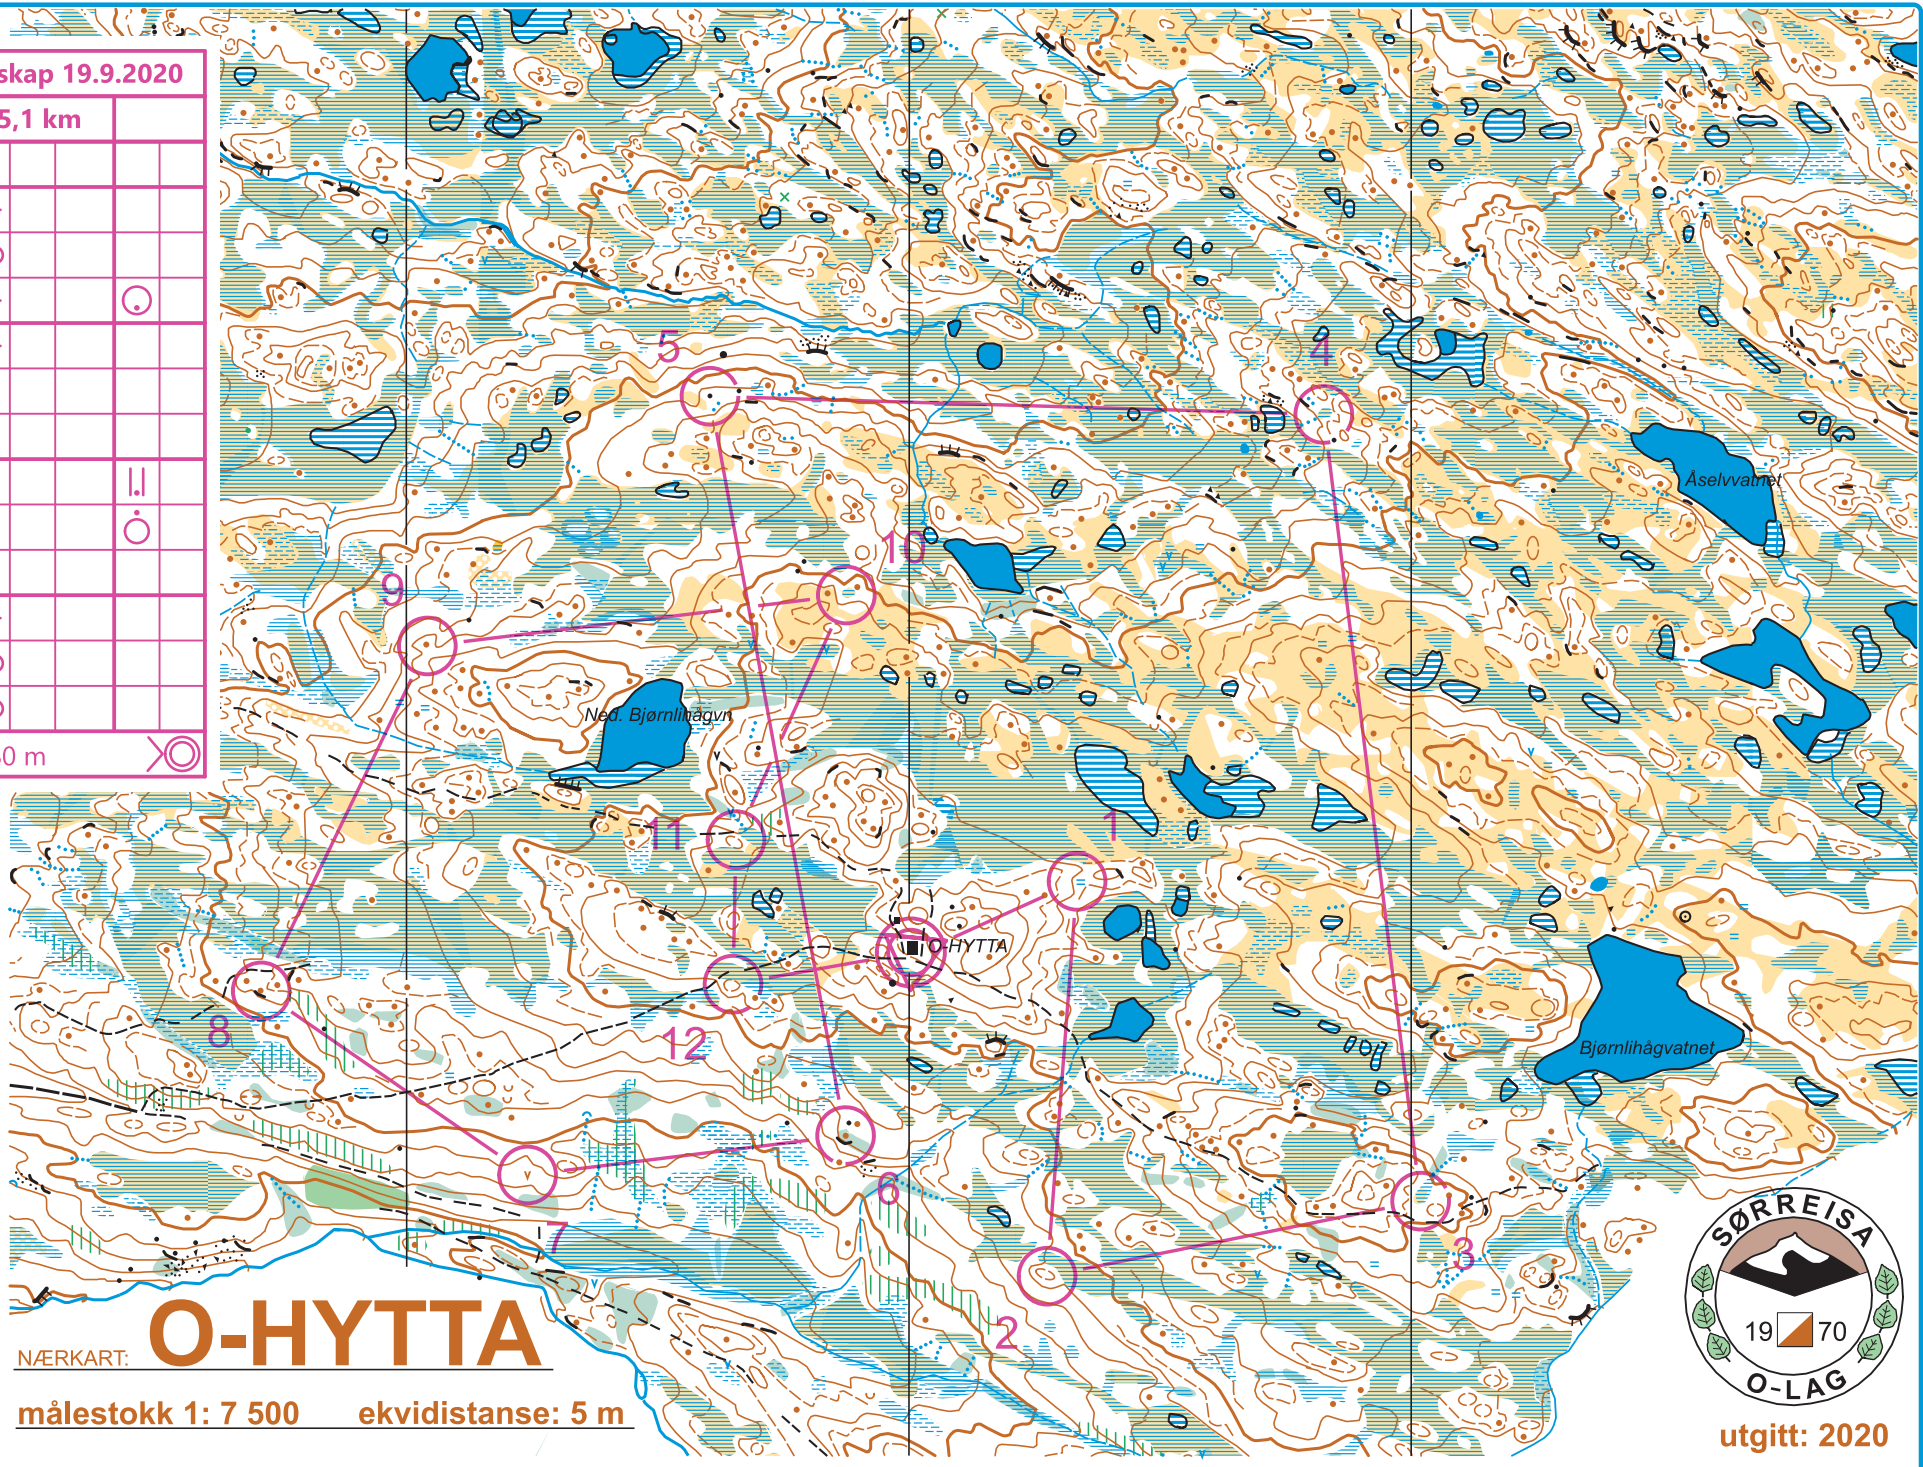 skap 19.9.2020
5,1 km
0 m
5
4
10
9
Åselvvatnet
Ned. Bjørnlihågvn
11
1
O-HYTTA
8
12
Bjørnlihågvatnet
6
7
3
2
NÆRKART: O-HYTTA
målestokk 1: 7 500 ekvidistanse: 5 m
SØRREISA
19 70
O-LAG
utgitt: 2020